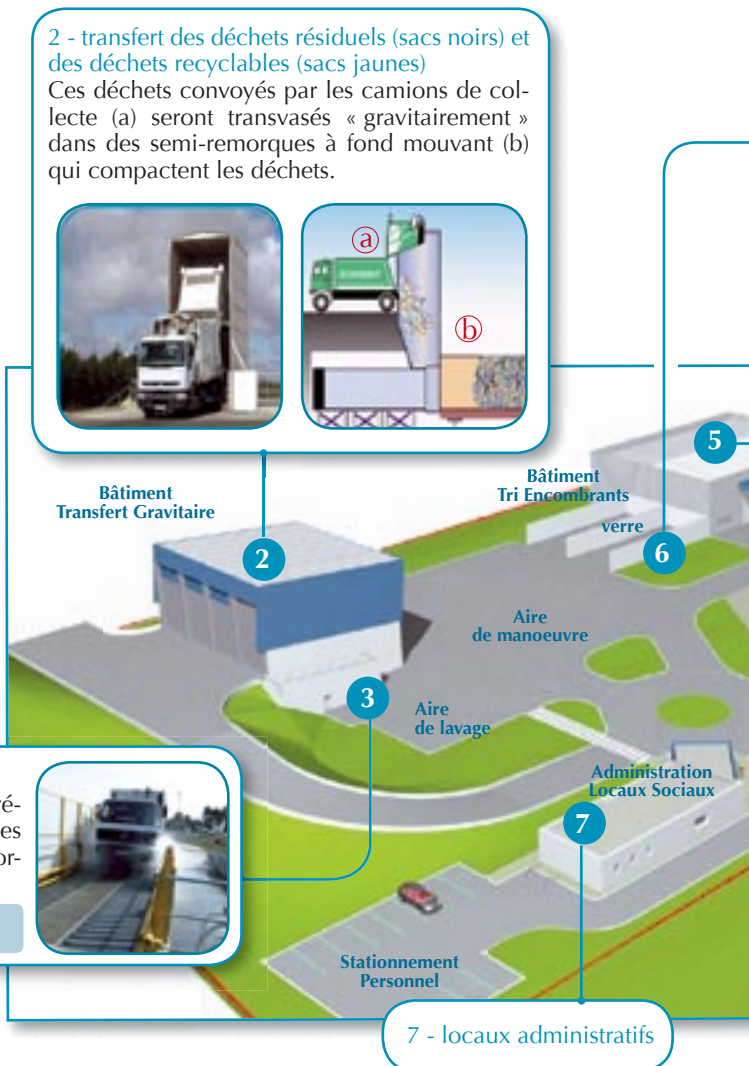 2 - transfert des déchets résiduels (sacs noirs) et
des déchets recyclables (sacs jaunes)
Ces déchets convoyés par les camions de col-
lecte (a) seront transvasés « gravitairement »
dans des semi-remorques à fond mouvant (b)
qui compactent les déchets.
a
b
Bâtiment
Transfert Gravitaire
2
Bâtiment
Tri Encombrants
verre
5
6
Aire
de manoeuvre
3
Aire
de lavage
Administration
Locaux Sociaux
7
ré-
es
or-
Stationnement
Personnel
7 - locaux administratifs